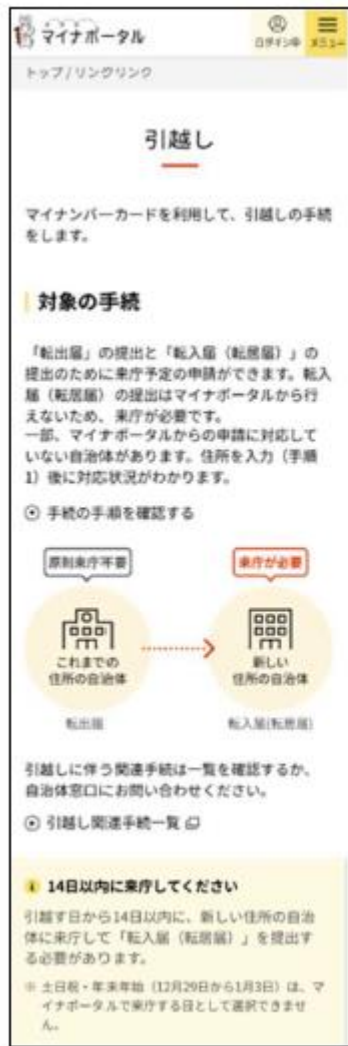 マイナポータル
ログイン中
メニュー
トップ/リンクリンク
引越し
マイナンバーカードを利用して、引越しの手続
をします。
対象の手続
「転出届」の提出と「転入届（転居届）」の
提出のために来庁予定の申請ができます。転入
届（転居届）の提出はマイナポータルから行
えないため、来庁が必要です。
一部、マイナポータルからの申請に対応して
いない自治体があります。住所を入力（手順
1）後に対応状況がわかります。
手続の手順を確認する
原則来庁不要
来庁が必要
これまでの
住所の自治体
新しい
住所の自治体
転出届
転入届(転居届)
引越しに伴う関連手続は一覧を確認するか、
自治体窓口にお問い合わせください。
引越し関連手続一覧
14日以内に来庁してください
引越す日から14日以内に、新しい住所の自治
体に来庁して「転入届（転居届）」を提出す
る必要があります。
※ 土日祝・年末年始（12月29日から1月3日）は、マ
イナポータルで来庁する日として選択できませ
ん。